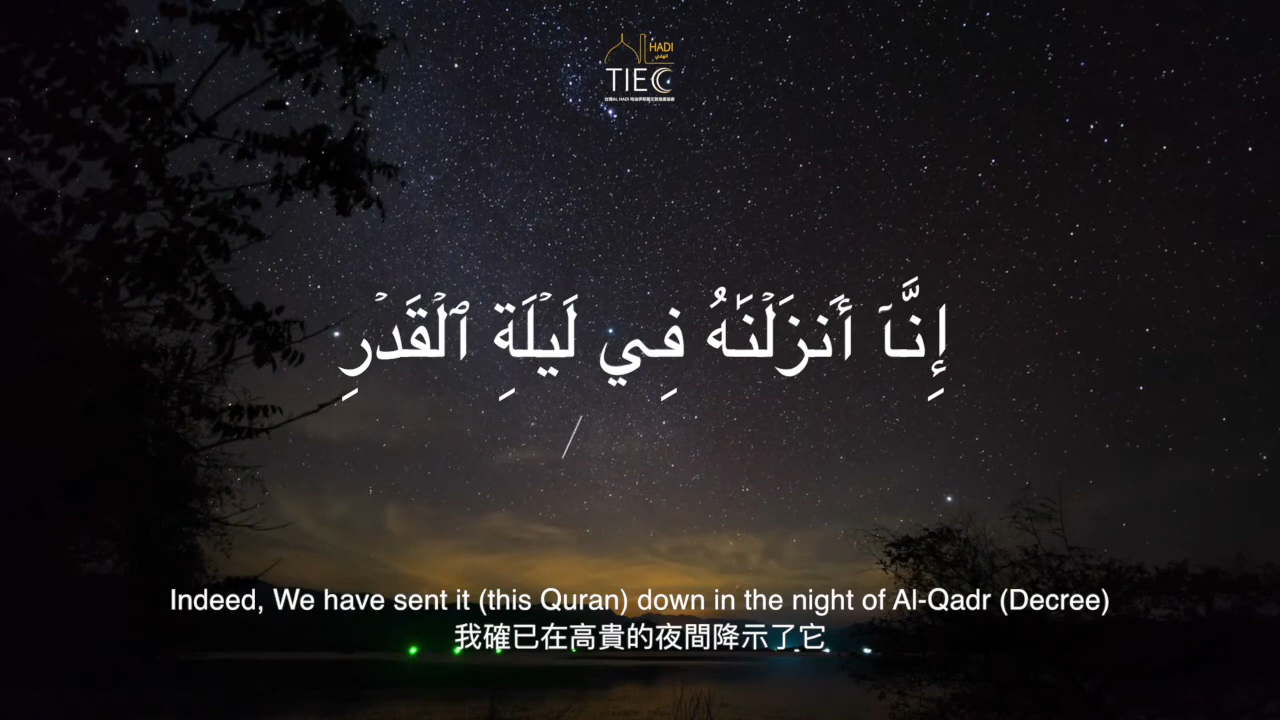 HADI
الهادي
TIEC
إِنَّآ أَنزَلْنَٰهُ فِي لَيْلَةِ ٱلْقَدْرِ
Indeed, We have sent it (this Quran) down in the night of Al-Qadr (Decree)
我確已在高貴的夜間降示了它